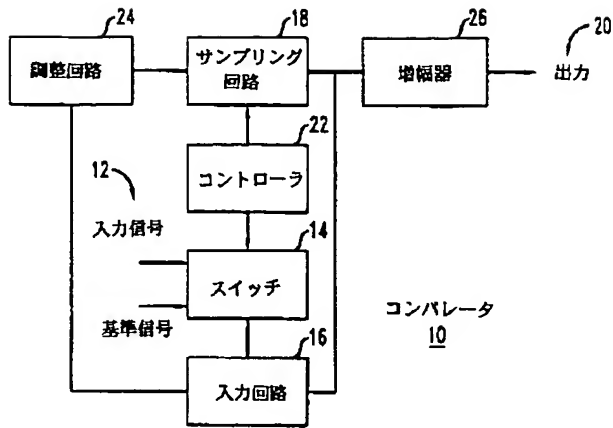 24
18
26
20
調整回路
サンプリング
回路
増幅器
出力
22
コントローラ
12
入力信号
14
スイッチ
基準信号
コンパレータ
10
16
入力回路